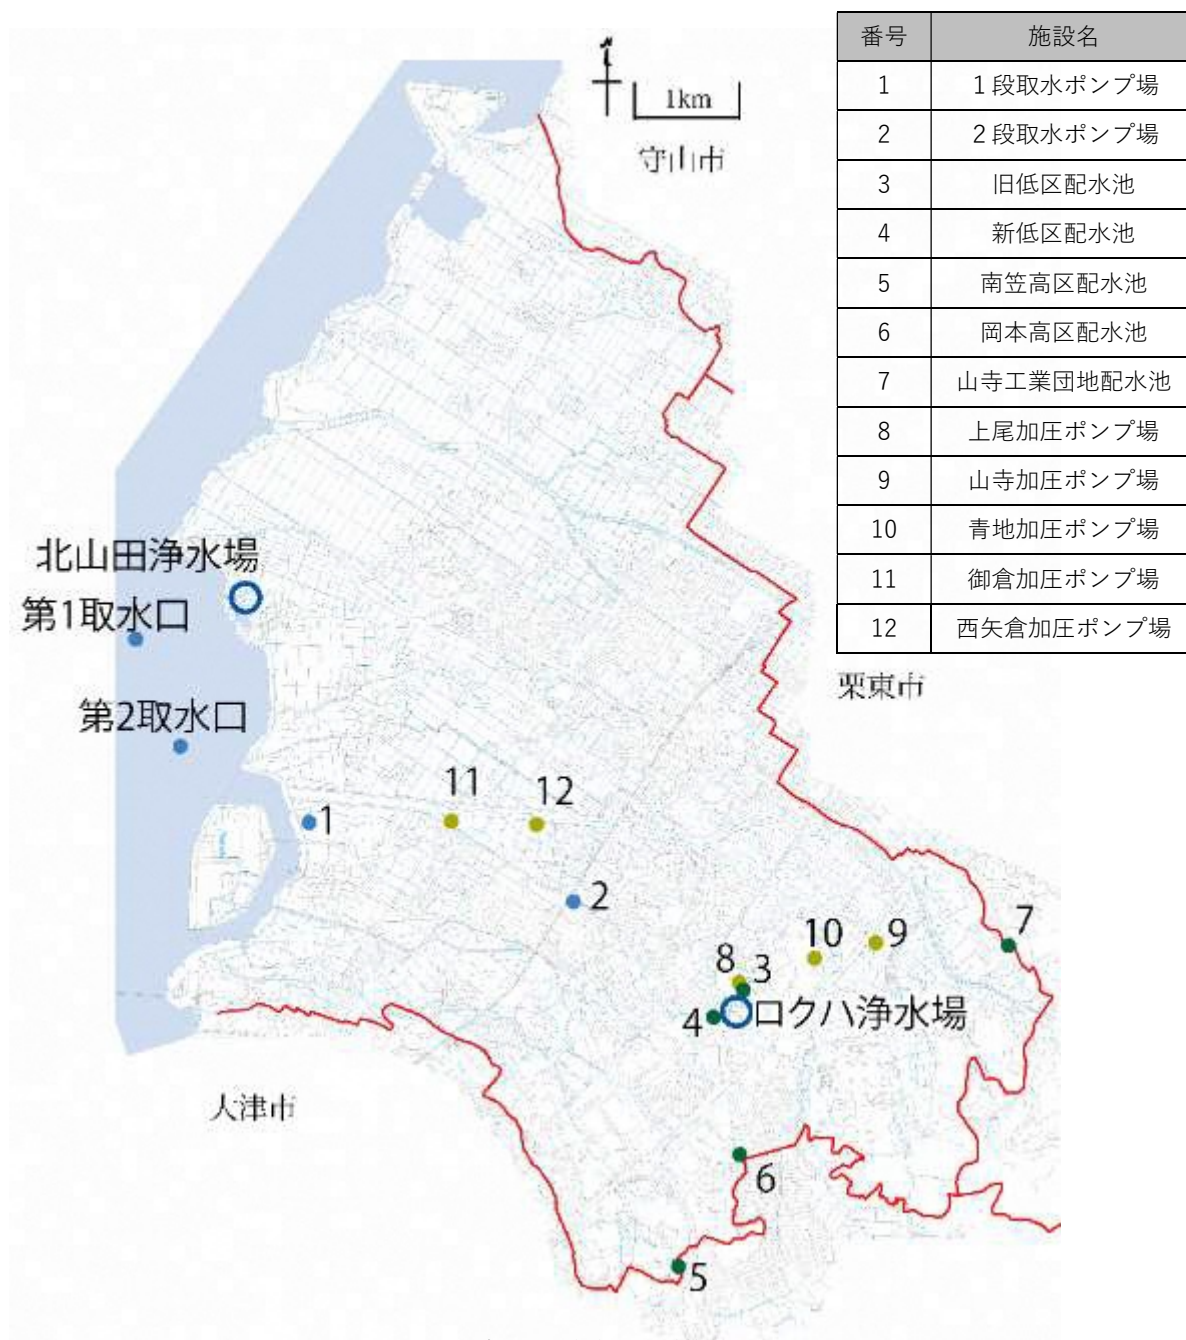 番号 施設名
1 1段取水ポンプ場
2 2段取水ポンプ場
3 旧低区配水池
4 新低区配水池
5 南笠高区配水池
6 岡本高区配水池
7 山寺工業団地配水池
8 上尾加圧ポンプ場
9 山寺加圧ポンプ場
10 青地加圧ポンプ場
11 御倉加圧ポンプ場
12 西矢倉加圧ポンプ場
1km
守山市
北山田浄水場
第1取水口
栗東市
第2取水口
11
12
1
2
10
9
7
8
3
4
ロクハ浄水場
大津市
6
5